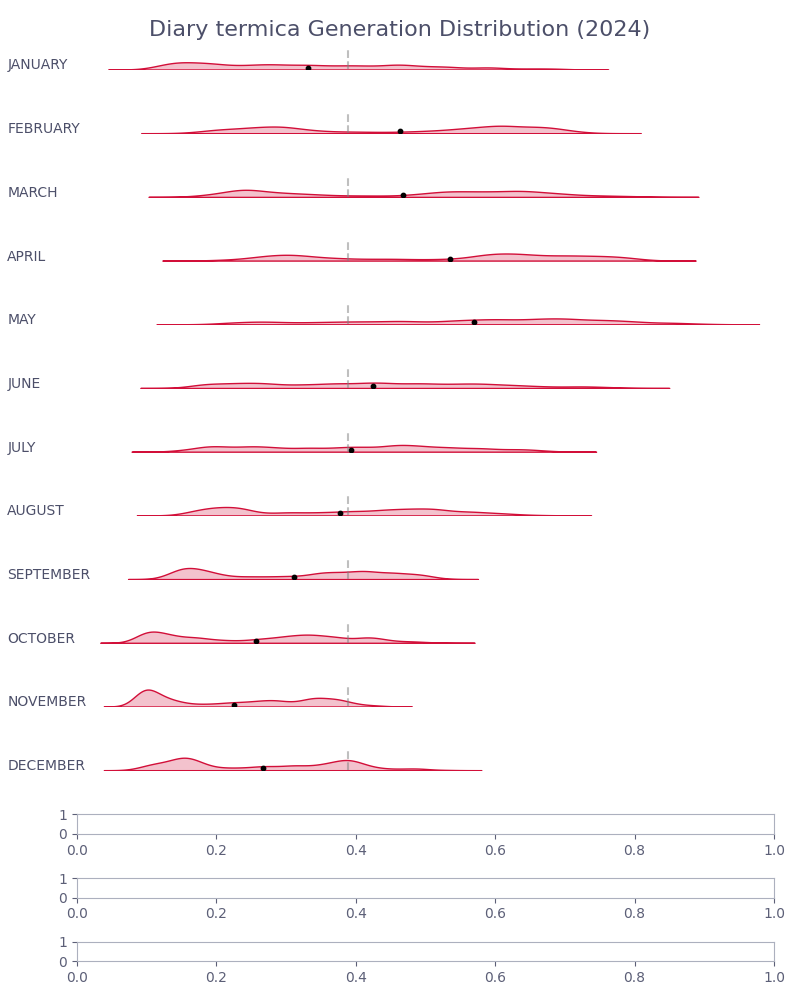 Diary termica Generation Distribution (2024)
JANUARY
FEBRUARY
MARCH
APRIL
MAY
JUNE
JULY
AUGUST
SEPTEMBER
OCTOBER
NOVEMBER
DECEMBER
1
0
0.0 0.2 0.4 0.6 0.8 1.0
1
0
0.0 0.2 0.4 0.6 0.8 1.0
1
0
0.0 0.2 0.4 0.6 0.8 1.0